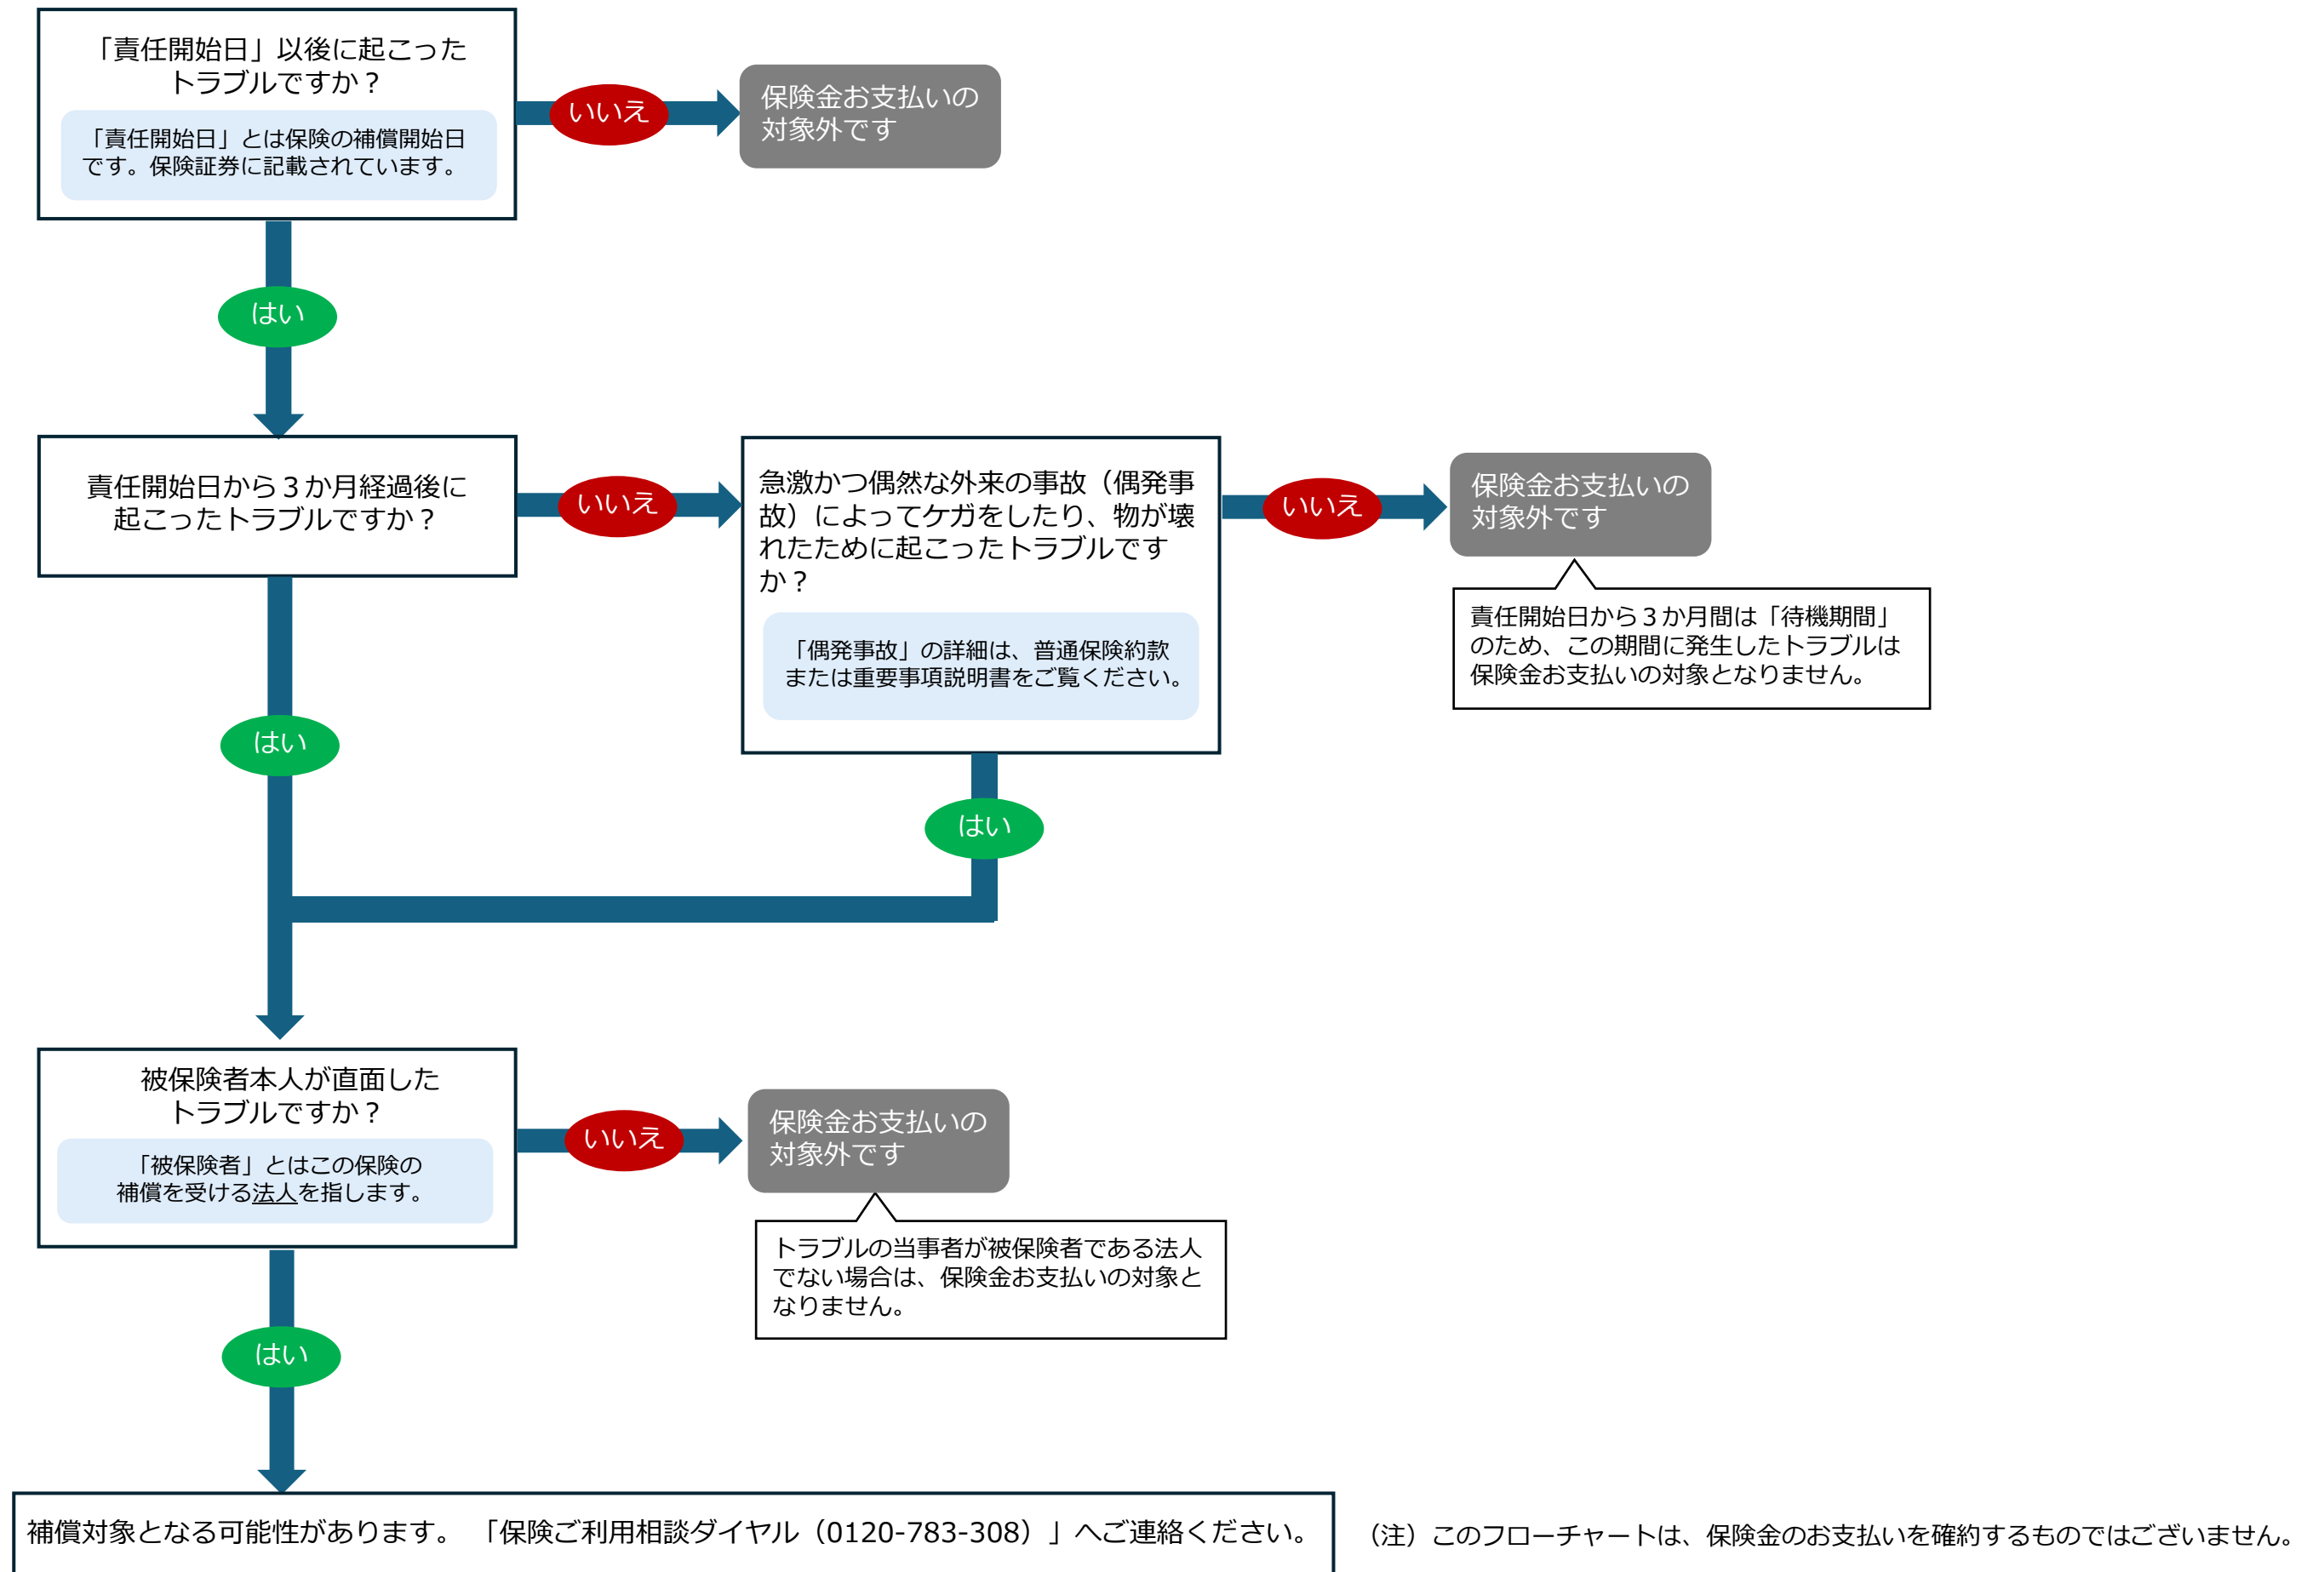 「責任開始日」以後に起こった
トラブルですか？
「責任開始日」とは保険の補償開始日
です。保険証券に記載されています。
いいえ
保険金お支払いの
対象外です
はい
責任開始日から３か月経過後に
起こったトラブルですか？
いいえ
急激かつ偶然な外来の事故（偶発事
故）によってケガをしたり、物が壊
れたために起こったトラブルです
か？
「偶発事故」の詳細は、普通保険約款
または重要事項説明書をご覧ください。
いいえ
保険金お支払いの
対象外です
責任開始日から３か月間は「待機期間」
のため、この期間に発生したトラブルは
保険金お支払いの対象となりません。
はい
はい
被保険者本人が直面した
トラブルですか？
「被保険者」とはこの保険の
補償を受ける法人を指します。
いいえ
保険金お支払いの
対象外です
トラブルの当事者が被保険者である法人
でない場合は、保険金お支払いの対象と
なりません。
はい
補償対象となる可能性があります。 「保険ご利用相談ダイヤル（0120-783-308）」へご連絡ください。
（注）このフローチャートは、保険金のお支払いを確約するものではございません。